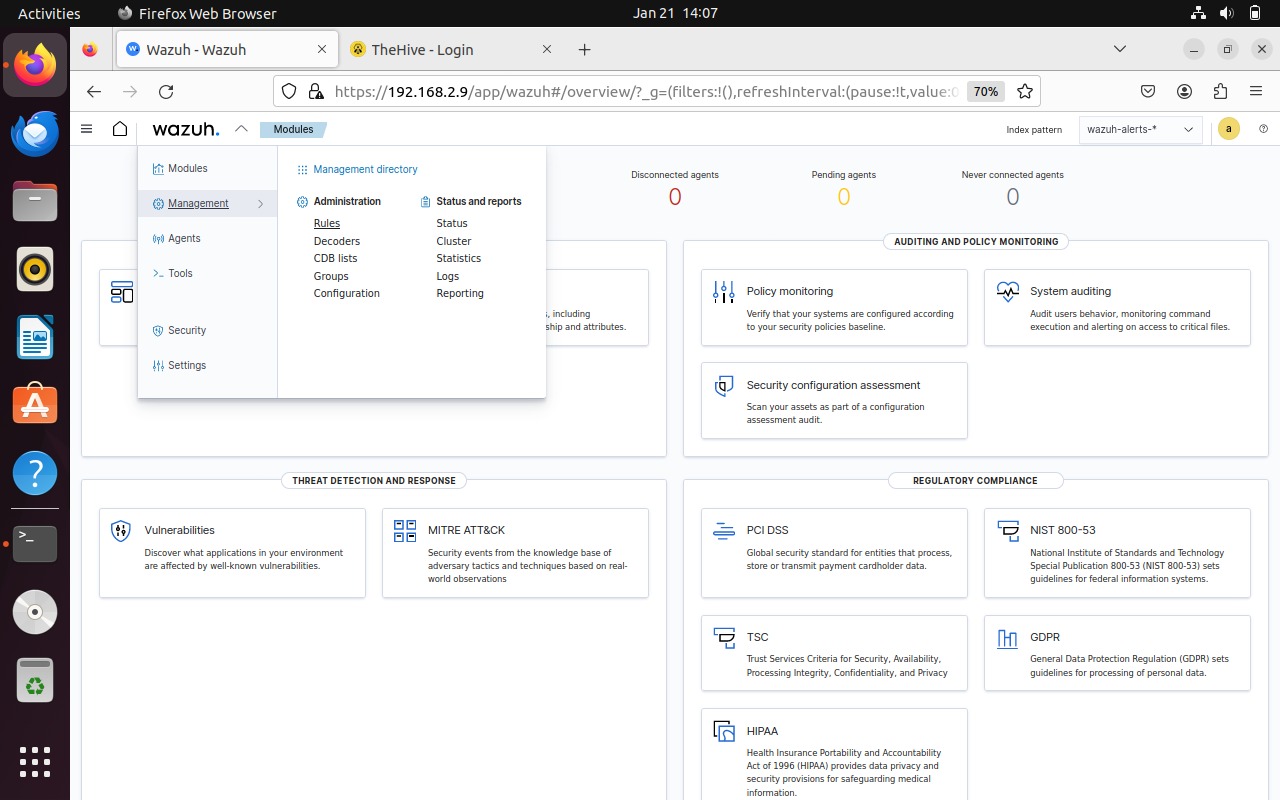 Activities
Firefox Web Browser
Jan 21 14:07
Wazuh - Wazuh
TheHive - Login
https://192.168.2.9/app/wazuh#/overview/?_g=(filters:!(),refreshInterval:(pause:!t,value:0
70%
wazuh.
Modules
Index pattern
wazuh-alerts-*
a
Modules
Management
Agents
Tools
Security
Settings
Management directory
Administration
Rules
Decoders
CDB lists
Groups
Configuration
Status and reports
Status
Cluster
Statistics
Logs
Reporting
Disconnected agents
0
Pending agents
0
Never connected agents
0
, including
ship and attributes.
AUDITING AND POLICY MONITORING
Policy monitoring
Verify that your systems are configured according
to your security policies baseline.
System auditing
Audit users behavior, monitoring command
execution and alerting on access to critical files.
Security configuration assessment
Scan your assets as part of a configuration
assessment audit.
THREAT DETECTION AND RESPONSE
Vulnerabilities
Discover what applications in your environment
are affected by well-known vulnerabilities.
MITRE ATT&CK
Security events from the knowledge base of
adversary tactics and techniques based on real-
world observations
REGULATORY COMPLIANCE
PCI DSS
Global security standard for entities that process,
store or transmit payment cardholder data.
NIST 800-53
National Institute of Standards and Technology
Special Publication 800-53 (NIST 800-53) sets
guidelines for federal information systems.
TSC
Trust Services Criteria for Security, Availability,
Processing Integrity, Confidentiality, and Privacy
GDPR
General Data Protection Regulation (GDPR) sets
guidelines for processing of personal data.
HIPAA
Health Insurance Portability and Accountability
Act of 1996 (HIPAA) provides data privacy and
security provisions for safeguarding medical
information.